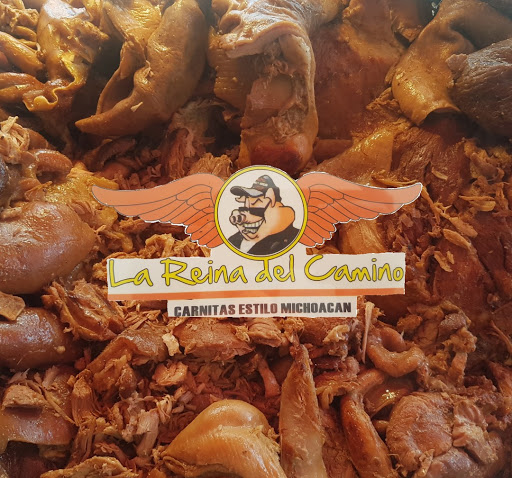 La Reina del Camino
CARNITAS ESTILO MICHOACAN